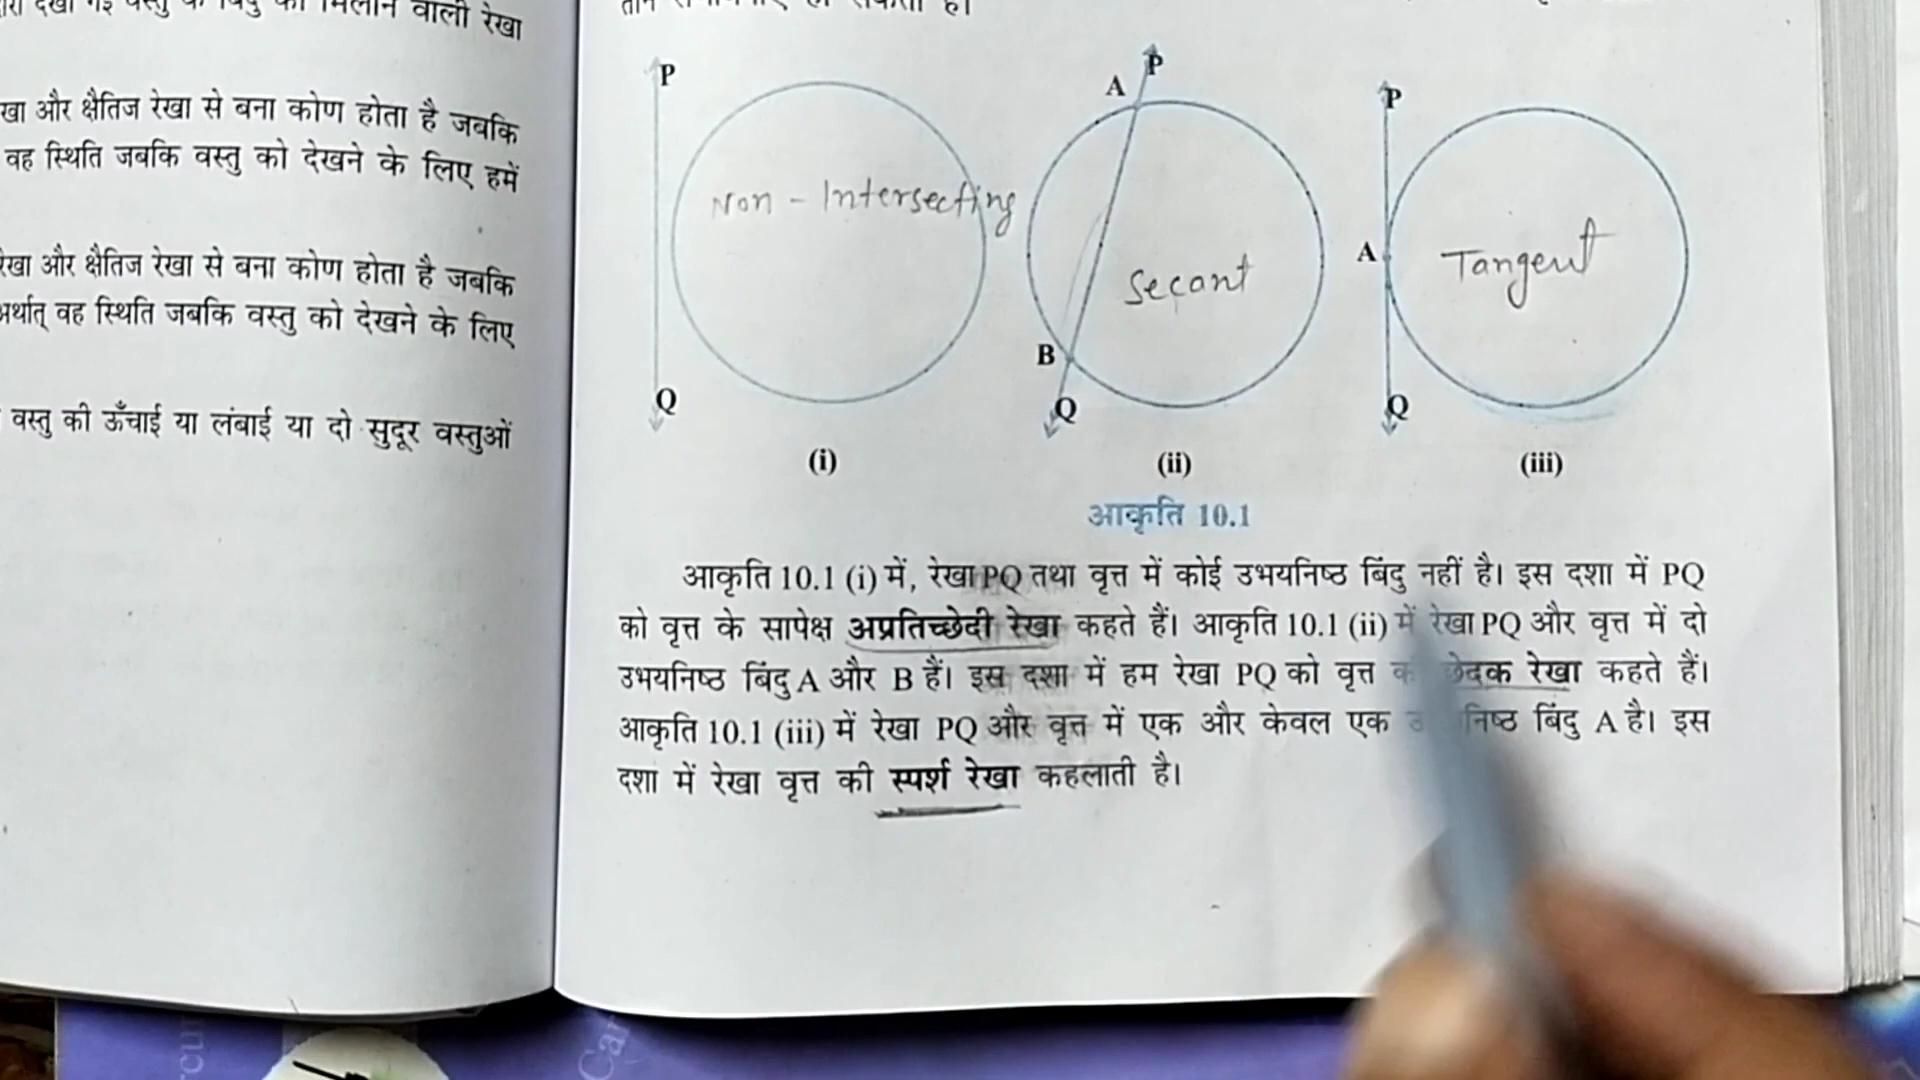 देखी गई वस्तु के बिंदु को मिलाने वाली रेखा
और क्षैतिज रेखा से बना कोण होता है जबकि
वह स्थिति जबकि वस्तु को देखने के लिए हमें
रेखा और क्षैतिज रेखा से बना कोण होता है जबकि
अर्थात् वह स्थिति जबकि वस्तु को देखने के लिए
वस्तु की ऊँचाई या लंबाई या दो सुदूर वस्तुओं
P
Q
Non - Intersecting
(i)
A
P
Secant
B
Q
(ii)
P
A
Tangent
Q
(iii)
आकृति 10.1
आकृति 10.1 (i) में, रेखा PQ तथा वृत्त में कोई उभयनिष्ठ बिंदु नहीं है। इस दशा में PQ
को वृत्त के सापेक्ष अप्रतिच्छेदी रेखा कहते हैं। आकृति 10.1 (ii) में रेखा PQ और वृत्त में दो
उभयनिष्ठ बिंदु A और B हैं। इस दशा में हम रेखा PQ को वृत्त छेदक रेखा कहते हैं।
आकृति 10.1 (iii) में रेखा PQ और वृत्त में एक और केवल एक बिंदु A है। इस
दशा में रेखा वृत्त की स्पर्श रेखा कहलाती है।